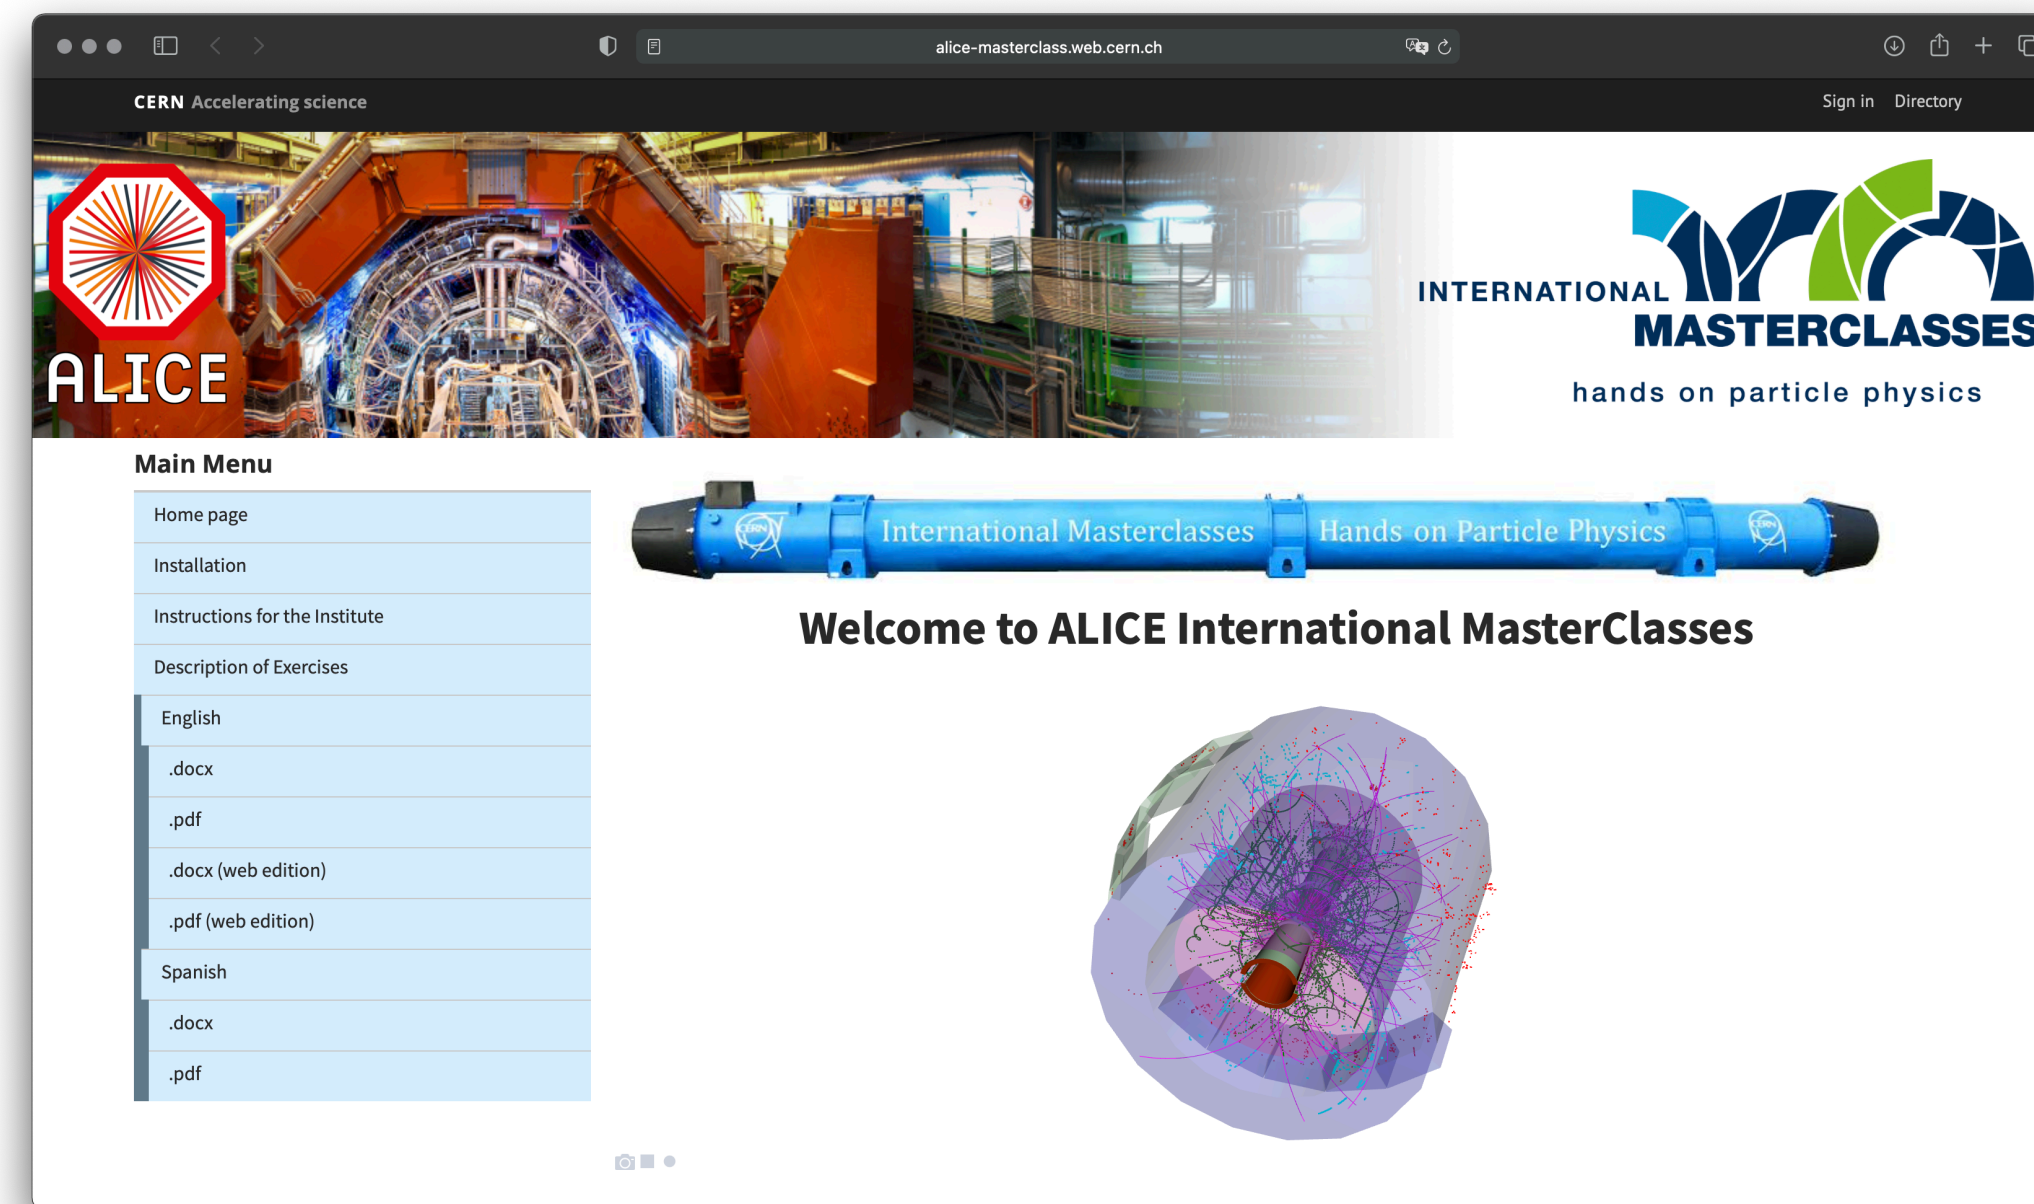 alice-masterclass.web.cern.ch
CERN Accelerating science
Sign in Directory
ALICE
INTERNATIONAL
MASTERCLASSES
hands on particle physics
Main Menu
Home page
Installation
Instructions for the Institute
Description of Exercises
English
.docx
.pdf
.docx (web edition)
.pdf (web edition)
Spanish
.docx
.pdf
CERN International Masterclasses Hands on Particle Physics CERN
Welcome to ALICE International MasterClasses